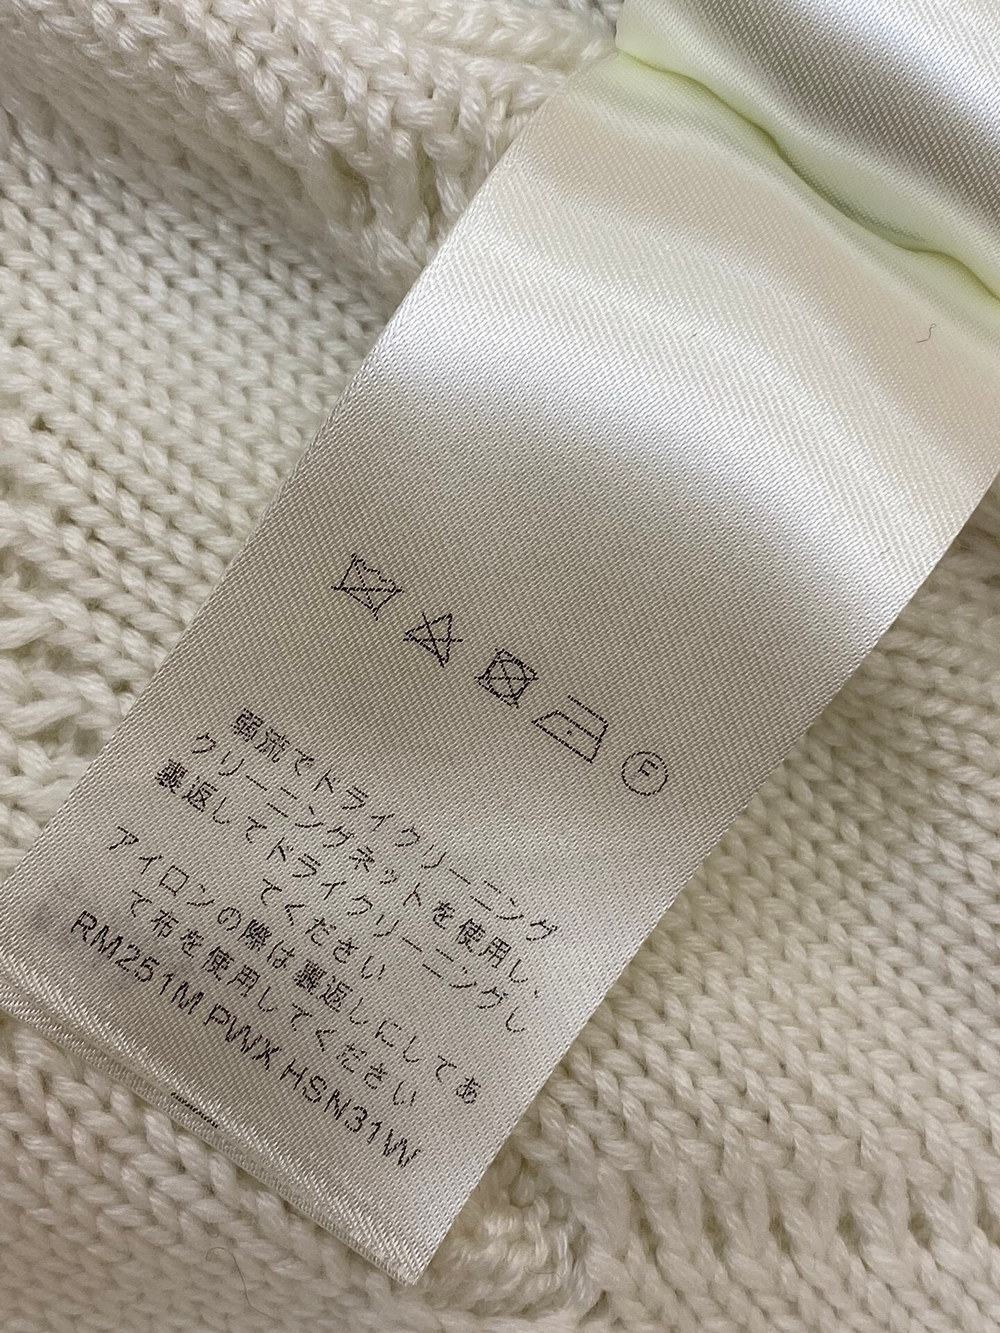 F
弱流でドライクリーニング
クリーニングネットを使用し、
裏返してドライクリーニングし
てください
アイロンの際は裏返しにしてあ
て布を使用してください
RM251M PWX HSN31W